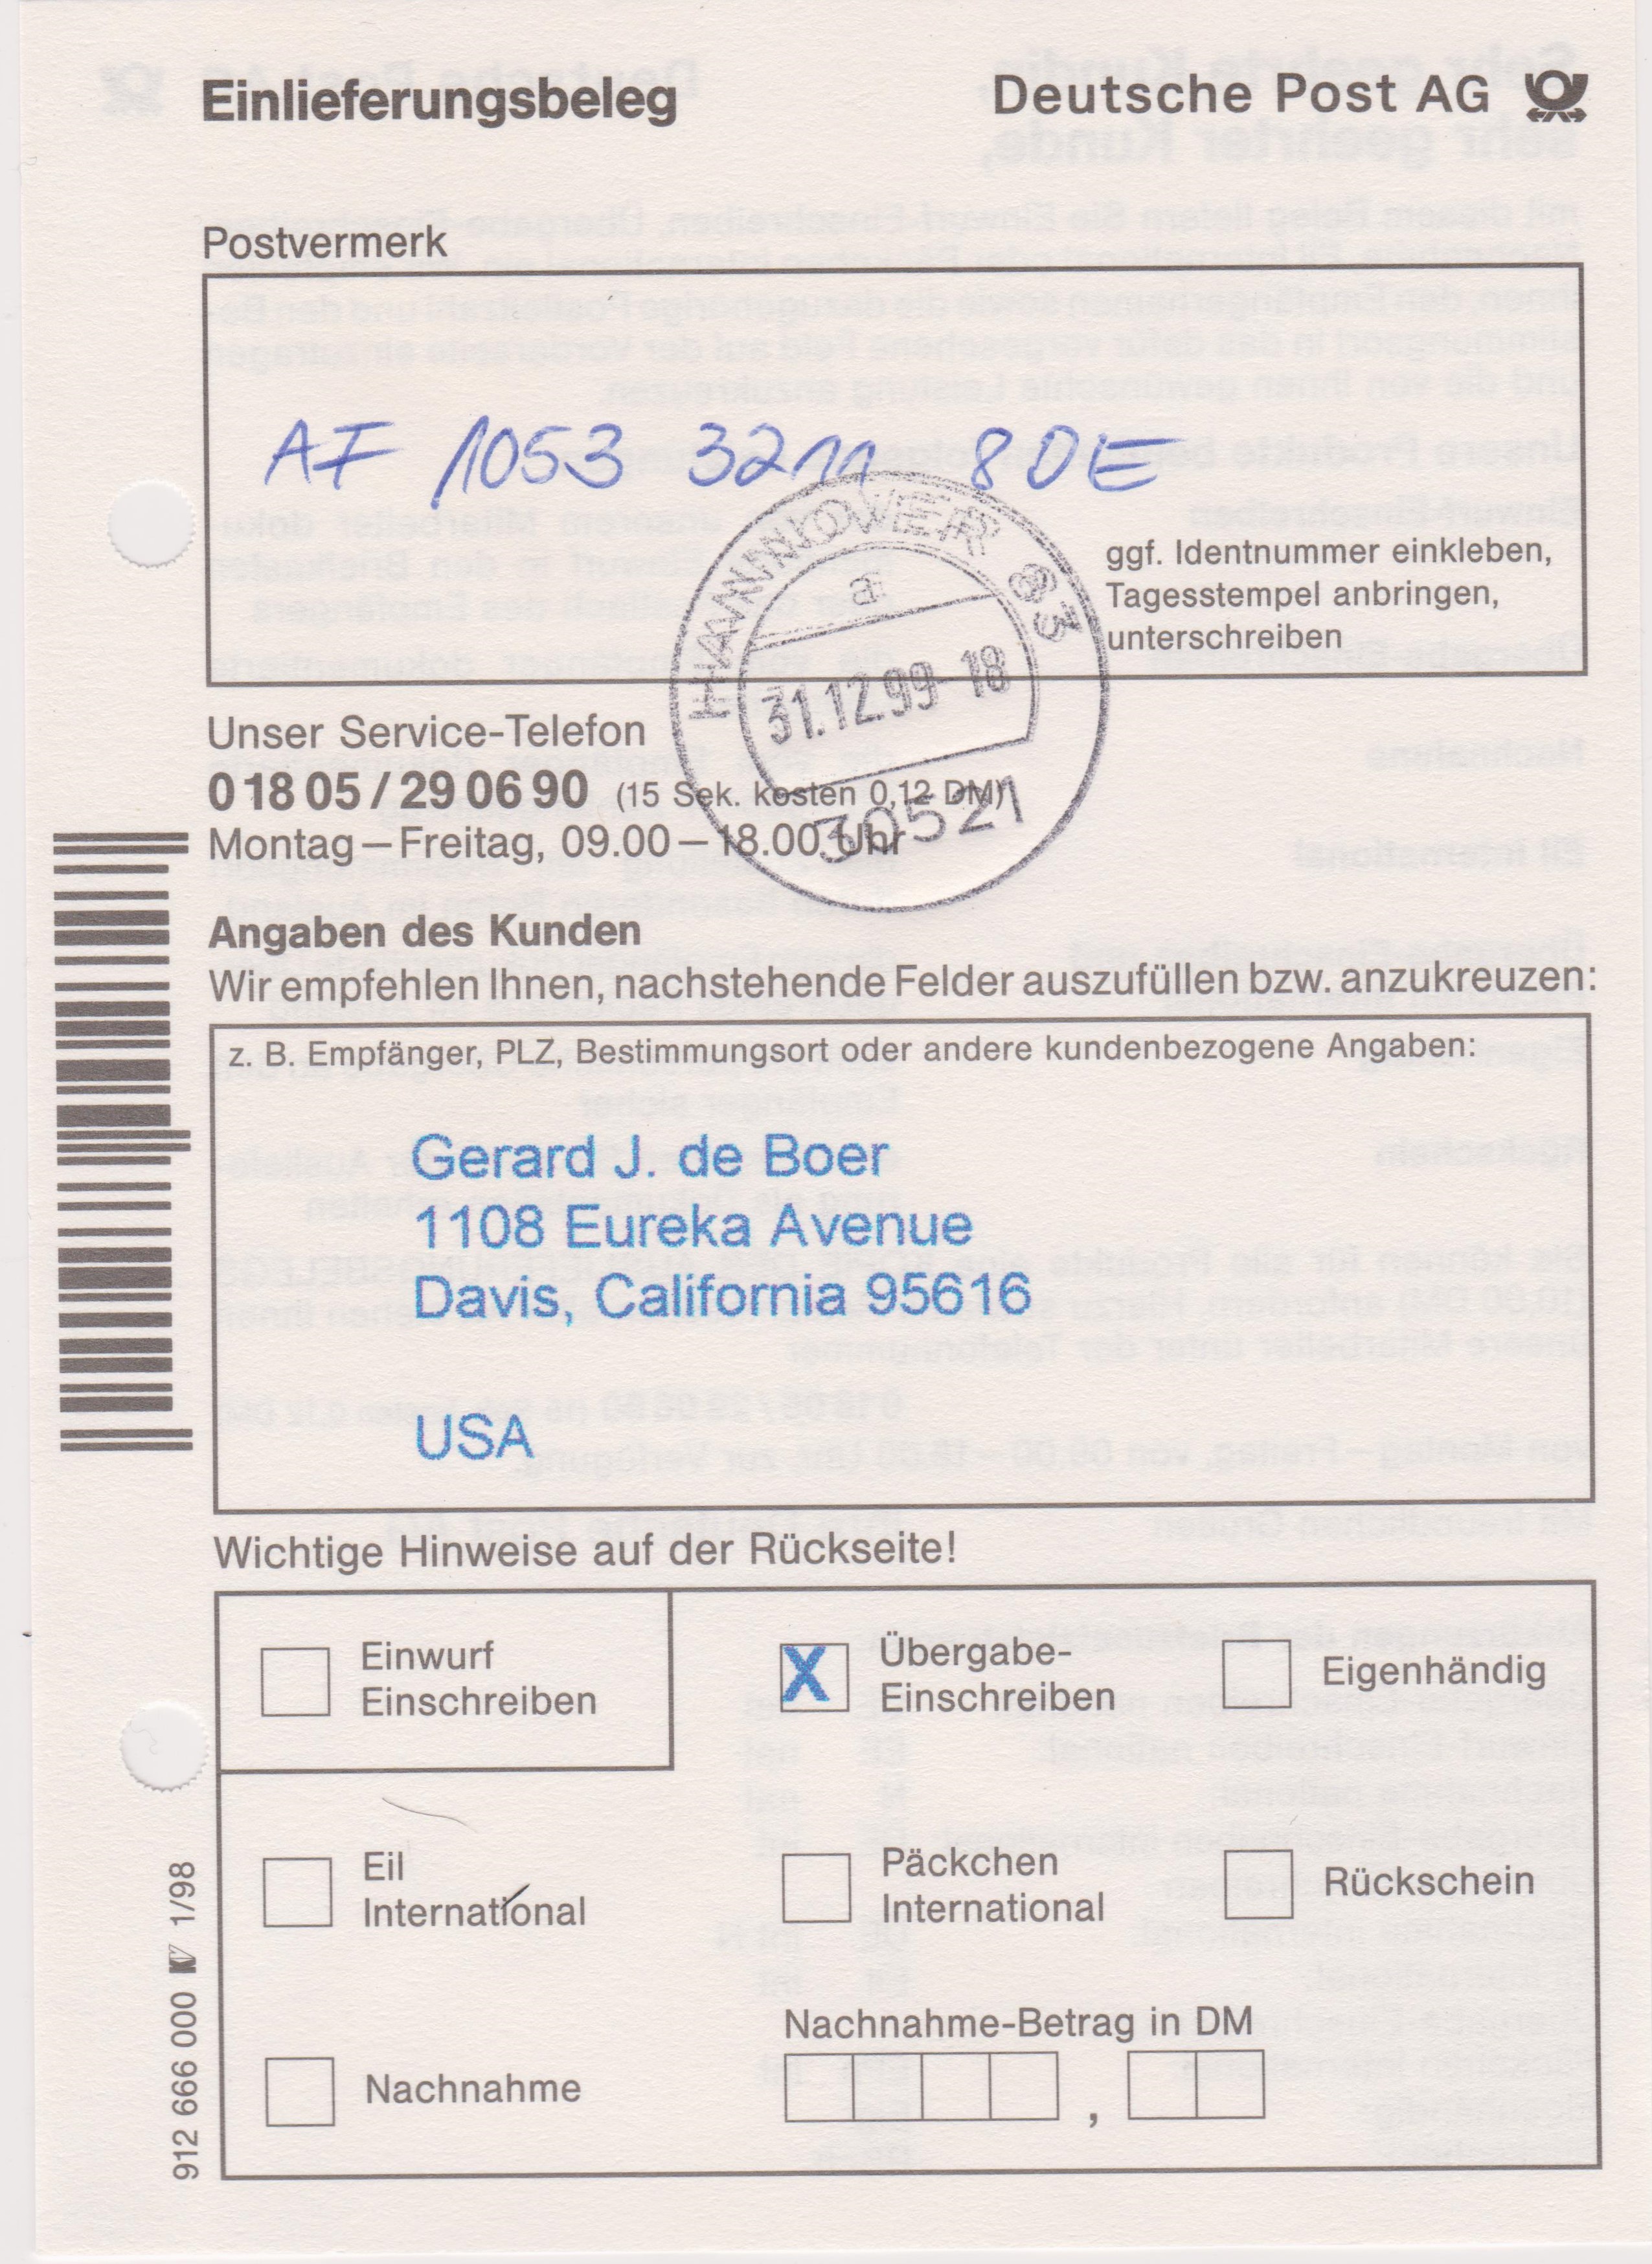 Einlieferungsbeleg
Deutsche Post AG
Postvermerk
AF 1053 3211 8DE
ggf. Identnummer einkleben,
Tagesstempel anbringen,
unterschreiben
HANNOVER 83
a
31.12.99-18
30521
Unser Service-Telefon
0 18 05 / 29 06 90 (15 Sek. kosten 0,12 DM)
Montag – Freitag, 09.00 – 18.00 Uhr
Angaben des Kunden
Wir empfehlen Ihnen, nachstehende Felder auszufüllen bzw. anzukreuzen:
z. B. Empfänger, PLZ, Bestimmungsort oder andere kundenbezogene Angaben:
Gerard J. de Boer
1108 Eureka Avenue
Davis, California 95616
USA
Wichtige Hinweise auf der Rückseite!
Einwurf
Einschreiben
X
Übergabe-
Einschreiben
Eigenhändig
Eil
International
Päckchen
International
Rückschein
Nachnahme
Nachnahme-Betrag in DM
,
912 666 000 1/98